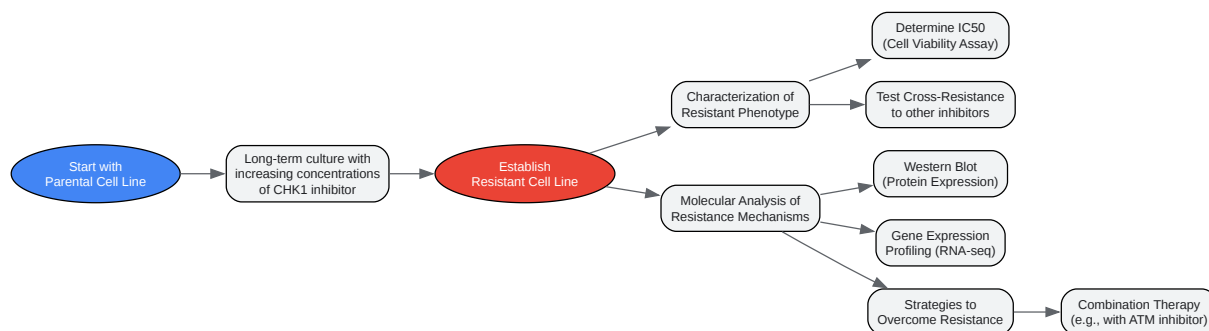 Start with
Parental Cell Line
Long-term culture with
increasing concentrations
of CHK1 inhibitor
Establish
Resistant Cell Line
Characterization of
Resistant Phenotype
Determine IC50
(Cell Viability Assay)
Test Cross-Resistance
to other inhibitors
Molecular Analysis of
Resistance Mechanisms
Western Blot
(Protein Expression)
Gene Expression
Profiling (RNA-seq)
Strategies to
Overcome Resistance
Combination Therapy
(e.g., with ATM inhibitor)